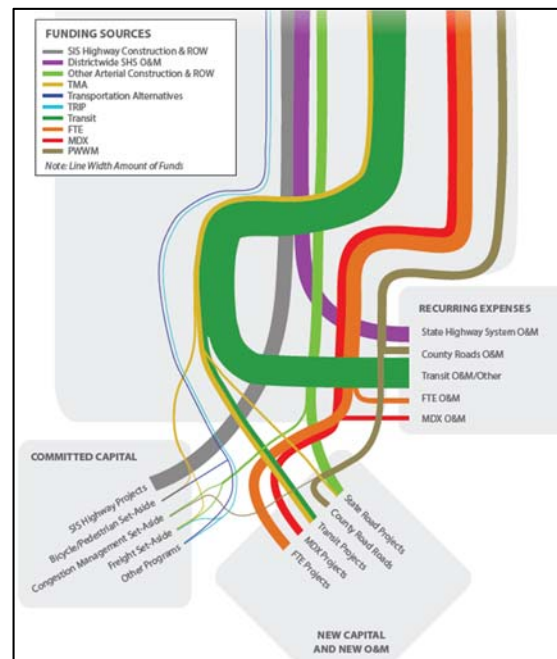 FUNDING SOURCES
SIS Highway Construction & ROW
Districtwide SHS O&M
Other Arterial Construction & ROW
TMA
Transportation Alternatives
TRIP
Transit
FTE
MDX
PWWM
Note: Line Width Amount of Funds
RECURRING EXPENSES
State Highway System O&M
County Roads O&M
Transit O&M/Other
FTE O&M
MDX O&M
COMMITTED CAPITAL
SIS Highway Projects
Bicycle/Pedestrian Set-Aside
Congestion Management Set-Aside
Freight Set-Aside
Other Programs
State Road Projects
County Road Roads
Transit Projects
MDX Projects
FTE Projects
NEW CAPITAL
AND NEW O&M